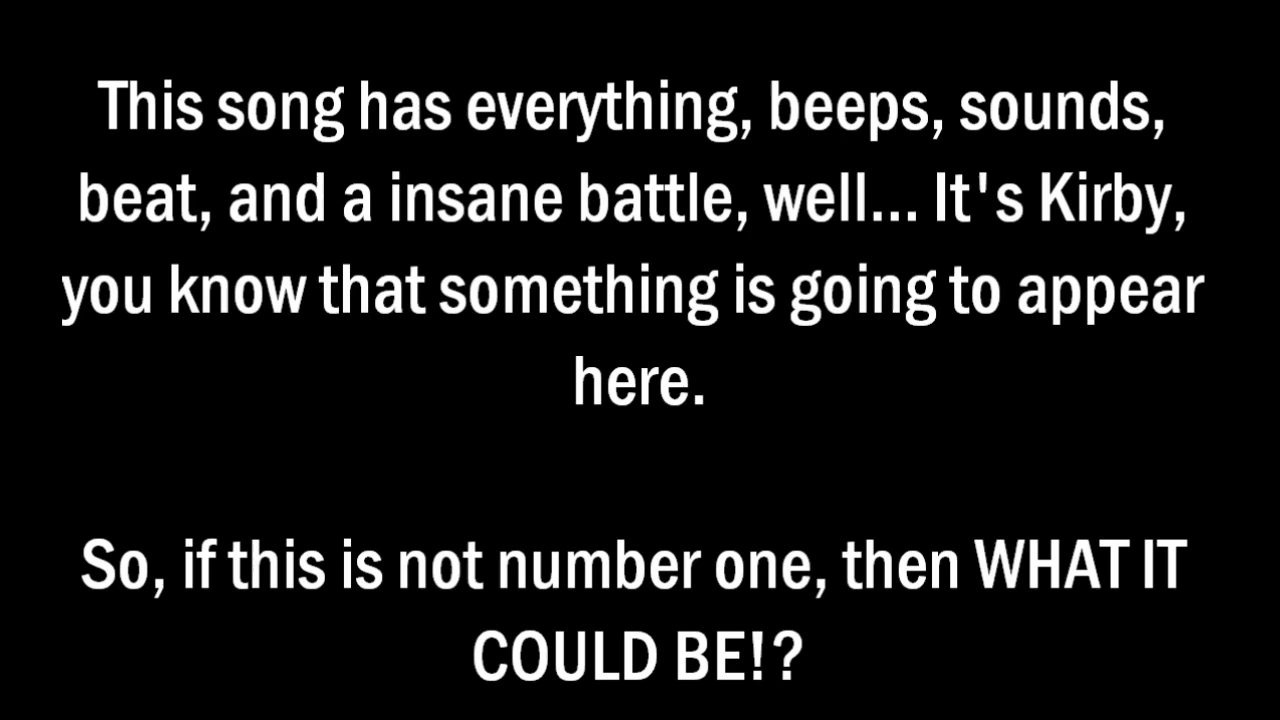 This song has everything, beeps, sounds,
beat, and a insane battle, well... It's Kirby,
you know that something is going to appear
here.
So, if this is not number one, then WHAT IT
COULD BE!?